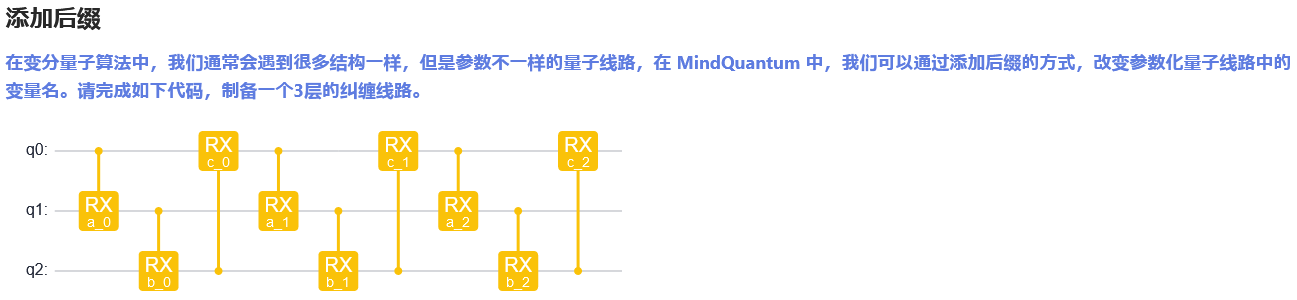 添加后缀
在变分量子算法中，我们通常会遇到很多结构一样，但是参数不一样的量子线路，在 MindQuantum 中，我们可以通过添加后缀的方式，改变参数化量子线路中的
变量名。请完成如下代码，制备一个3层的纠缠线路。
RX RX RX
c_0 c_1 c_2
q0:
RX RX RX
a_0 a_1 a_2
q1:
RX RX RX
b_0 b_1 b_2
q2: